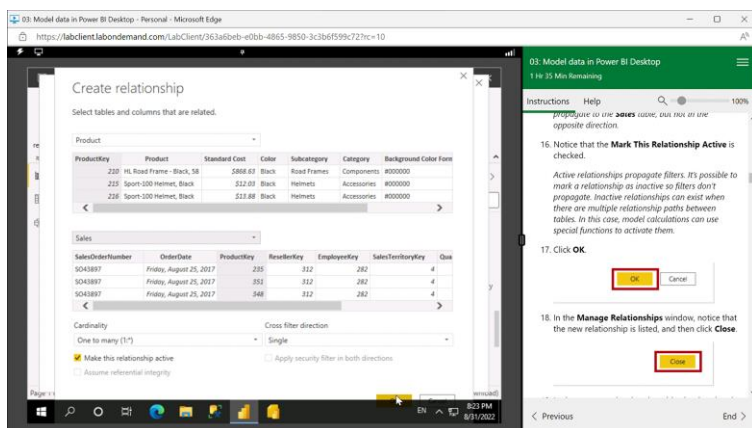 03: Model data in Power BI Desktop - Personal - Microsoft Edge
https://labclient.labondemand.com/LabClient/363a6beb-e0bb-4865-9850-3c3b6f599c72?rc=10
Create relationship
Select tables and columns that are related.
Product
ProductKey Product Standard Cost Color Subcategory Category Background Color Form
210 HL Road Frame - Black, 58 $868.63 Black Road Frames Components #000000
215 Sport-100 Helmet, Black $12.03 Black Helmets Accessories #000000
216 Sport-100 Helmet, Black $13.88 Black Helmets Accessories #000000
Sales
SalesOrderNumber OrderDate ProductKey ResellerKey EmployeeKey SalesTerritoryKey Qua
SO43897 Friday, August 25, 2017 235 312 282 4
SO43897 Friday, August 25, 2017 351 312 282 4
SO43897 Friday, August 25, 2017 348 312 282 4
Cardinality
One to many (1:*)
Cross filter direction
Single
Make this relationship active
Apply security filter in both directions
Assume referential integrity
EN
8:23 PM
8/31/2022
03: Model data in Power BI Desktop
1 Hr 35 Min Remaining
Instructions Help 100%
propagate to the Sales table, but not in the
opposite direction.
16. Notice that the Mark This Relationship Active is
checked.
Active relationships propagate filters. It's possible to
mark a relationship as inactive so filters don't
propagate. Inactive relationships can exist when
there are multiple relationship paths between
tables. In this case, model calculations can use
special functions to activate them.
17. Click OK.
OK Cancel
18. In the Manage Relationships window, notice that
the new relationship is listed, and then click Close.
Close
Previous End